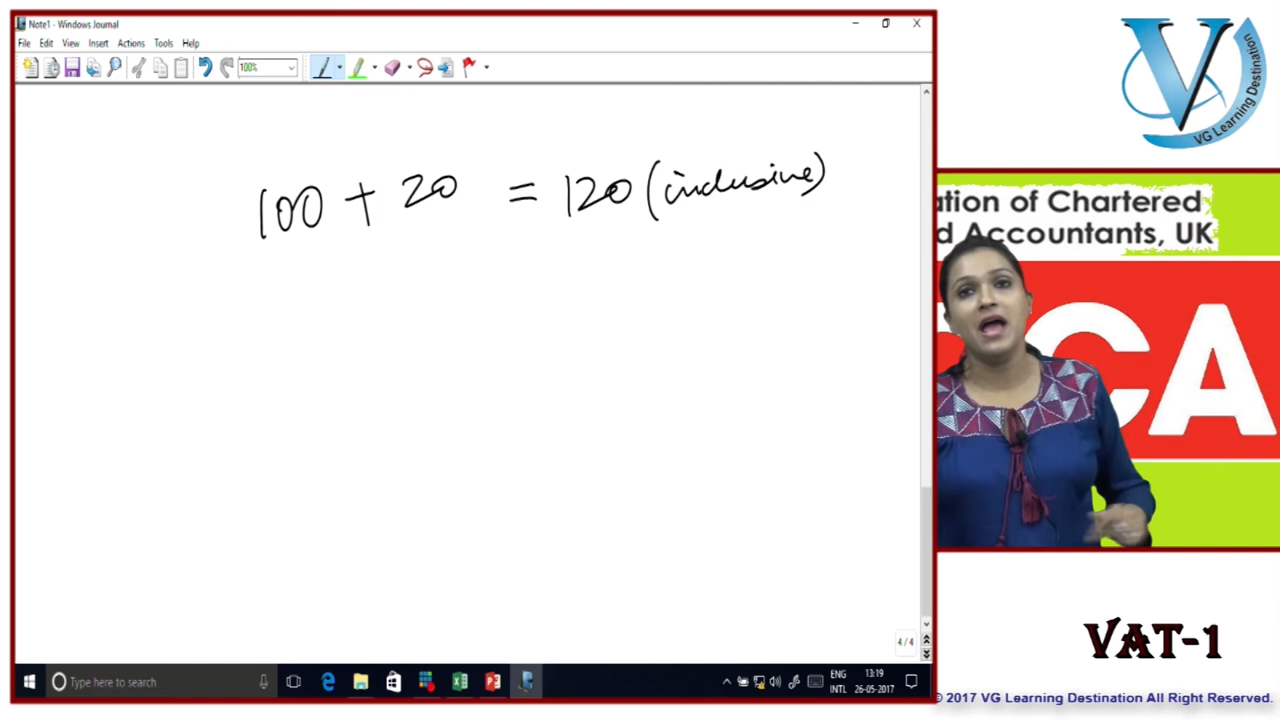 Note1 - Windows Journal
File Edit View Insert Actions Tools Help
100%
100 + 20 = 120 (inclusive)
4 / 4
Type here to search
ENG
INTL
13:19
26-05-2017
V
VG Learning Destination
ation of Chartered
d Accountants, UK
CA
VAT-1
© 2017 VG Learning Destination All Right Reserved.